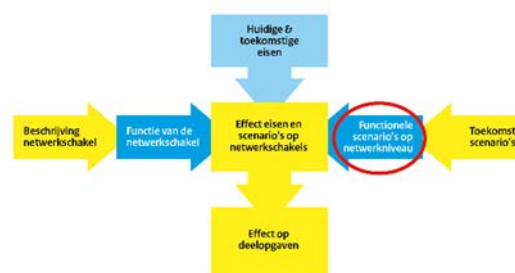 Huidige &
toekomstige
eisen
Beschrijving
netwerkschakel
Functie van de
netwerkschakel
Effect eisen en
scenario's op
netwerkschakels
Functionele
scenario's op
netwerkniveau
Toekomst
scenario's
Effect op
deelopgaven